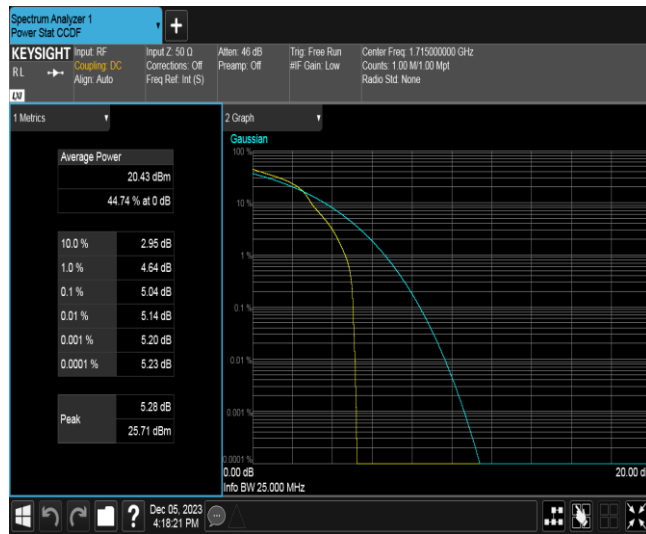 Spectrum Analyzer 1
Power Stat CCDF
+
KEYSIGHT
RL
LXI
Input: RF
Coupling: DC
Align: Auto
Input Z: 50 Ω
Corrections: Off
Freq Ref: Int (S)
Atten: 46 dB
Preamp: Off
Trig: Free Run
#IF Gain: Low
Center Freq: 1.715000000 GHz
Counts: 1.00 M/1.00 Mpt
Radio Std: None
1 Metrics
Average Power
20.43 dBm
44.74 % at 0 dB
10.0 % 2.95 dB
1.0 % 4.64 dB
0.1 % 5.04 dB
0.01 % 5.14 dB
0.001 % 5.20 dB
0.0001 % 5.23 dB
Peak
5.28 dB
25.71 dBm
2 Graph
Gaussian
100 %
10 %
1 %
0.1 %
0.01 %
0.001 %
0.0001 %
0.00 dB
20.00 d
Info BW 25.000 MHz
?
Dec 05, 2023
4:18:21 PM